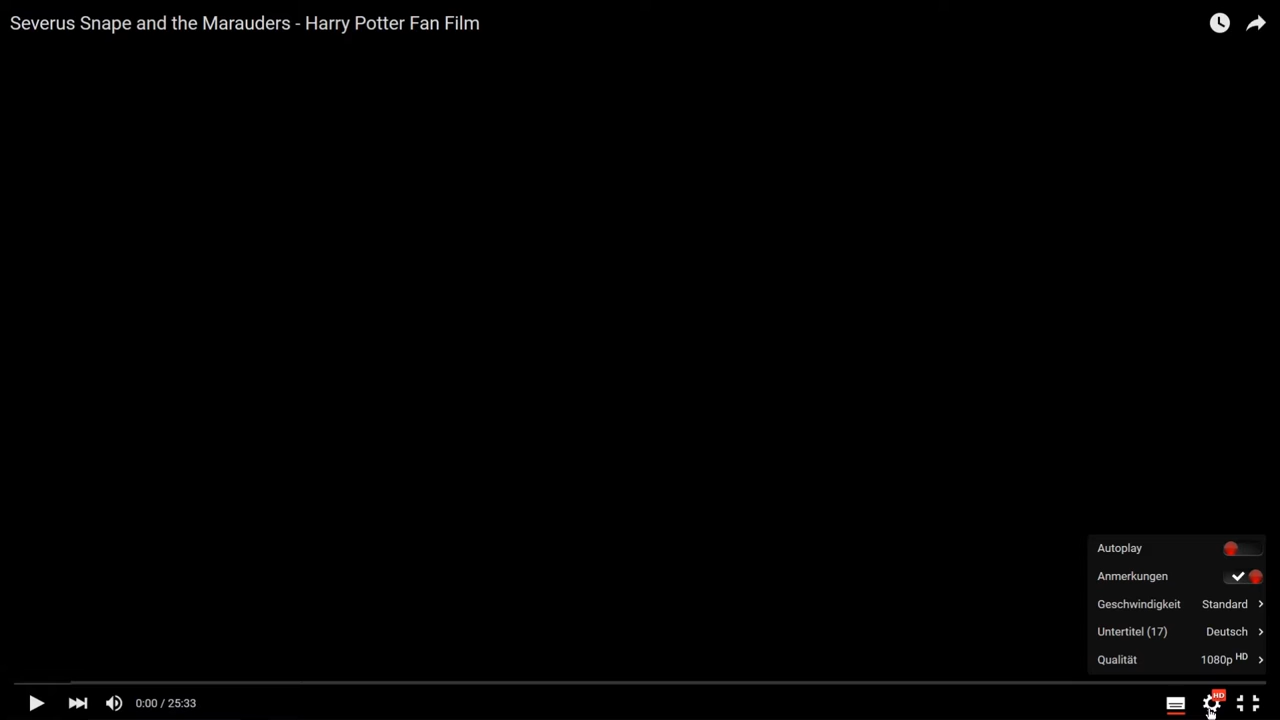 Severus Snape and the Marauders - Harry Potter Fan Film
Autoplay
Anmerkungen
Geschwindigkeit Standard
Untertitel (17) Deutsch
Qualität 1080p HD
0:00 / 25:33
HD